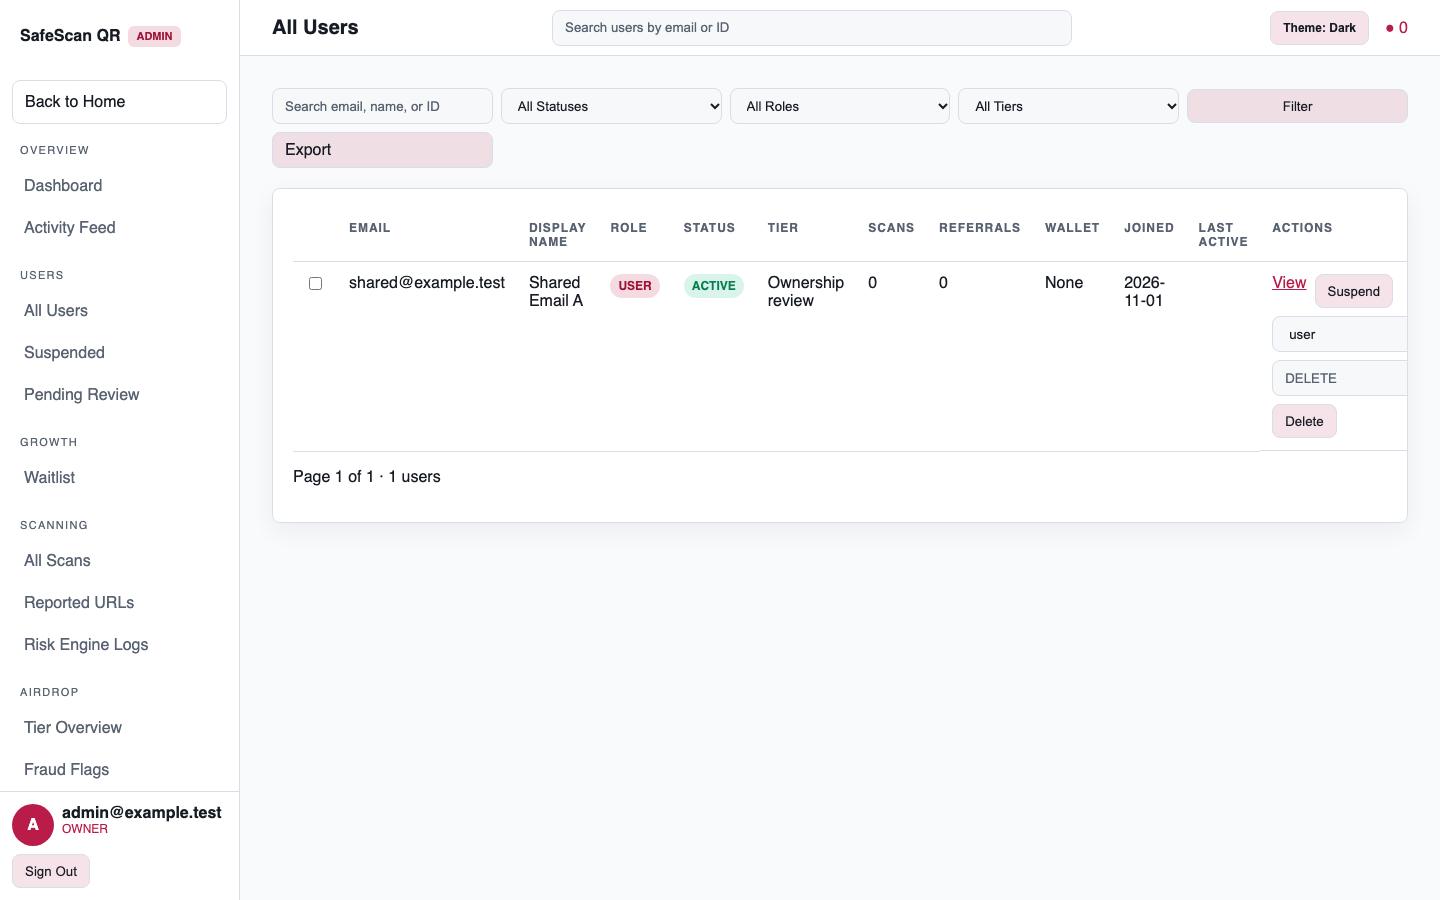 SafeScan QR ADMIN
Back to Home
OVERVIEW
Dashboard
Activity Feed
USERS
All Users
Suspended
Pending Review
GROWTH
Waitlist
SCANNING
All Scans
Reported URLs
Risk Engine Logs
AIRDROP
Tier Overview
Fraud Flags
A
admin@example.test
OWNER
Sign Out
All Users
Search users by email or ID
Theme: Dark
● 0
Search email, name, or ID
All Statuses
All Roles
All Tiers
Filter
Export
EMAIL
DISPLAY
NAME
ROLE
STATUS
TIER
SCANS
REFERRALS
WALLET
JOINED
LAST
ACTIVE
ACTIONS
shared@example.test
Shared
Email A
USER
ACTIVE
Ownership
review
0
0
None
2026-
11-01
View
Suspend
user
DELETE
Delete
Page 1 of 1 · 1 users